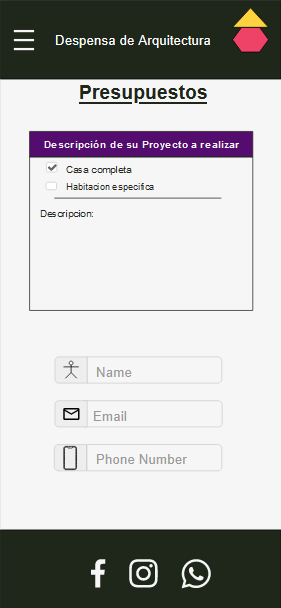 Despensa de Arquitectura
Presupuestos
Descripción de su Proyecto a realizar
Casa completa
Habitacion especifica
Descripcion:
Name
Email
Phone Number